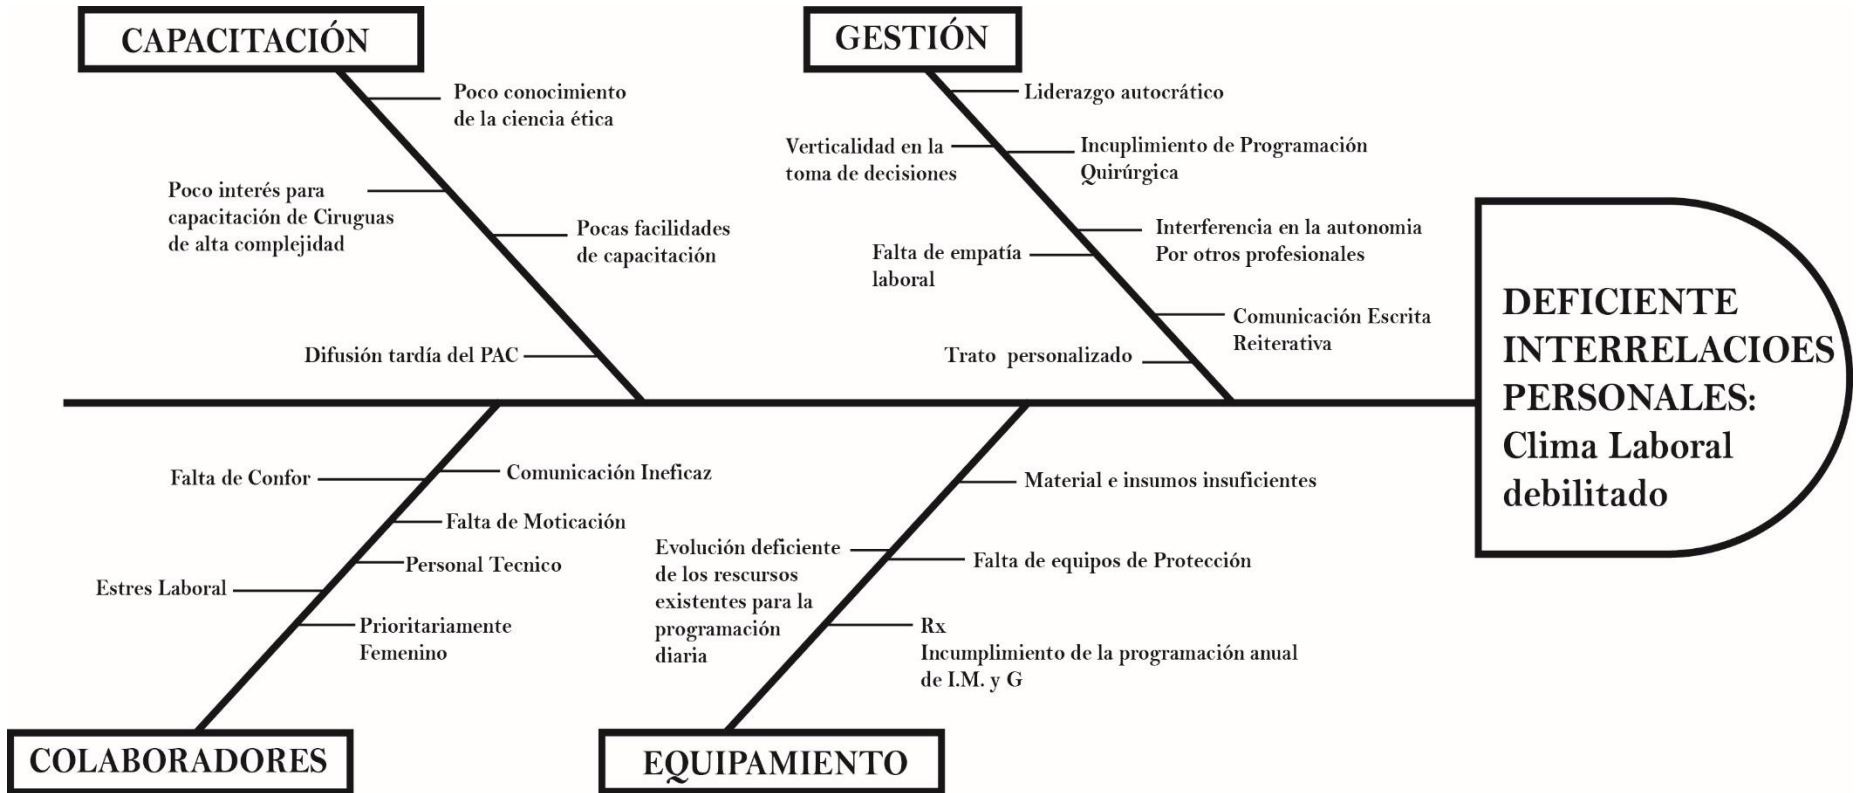 CAPACITACIÓN
Poco conocimiento
de la ciencia ética
Poco interés para
capacitación de Ciruguas
de alta complejidad
Pocas facilidades
de capacitación
Difusión tardía del PAC
GESTIÓN
Liderazgo autocrático
Verticalidad en la
toma de decisiones
Incuplimiento de Programación
Quirúrgica
Interferencia en la autonomia
Por otros profesionales
Falta de empatía
laboral
Comunicación Escrita
Reiterativa
Trato personalizado
DEFICIENTE
INTERRELACIOES
PERSONALES:
Clima Laboral
debilitado
Falta de Confor
Comunicación Ineficaz
Falta de Moticación
Personal Tecnico
Estres Laboral
Prioritariamente
Femenino
COLABORADORES
Material e insumos insuficientes
Evolución deficiente
de los rescursos
existentes para la
programación
diaria
Falta de equipos de Protección
Rx
Incumplimiento de la programación anual
de I.M. y G
EQUIPAMIENTO